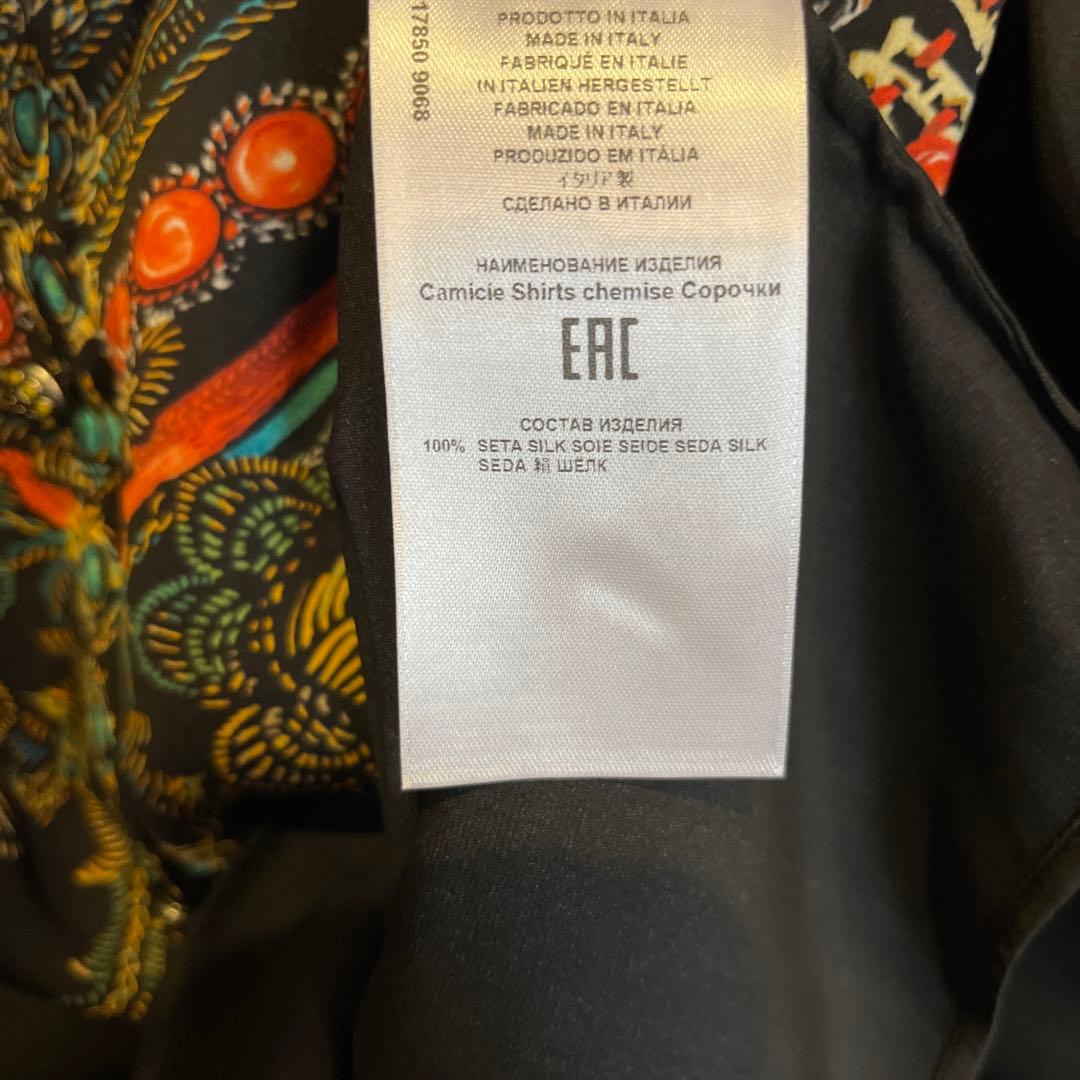 17850 9068
PRODOTTO IN ITALIA
MADE IN ITALY
FABRIQUÉ EN ITALIE
IN ITALIEN HERGESTELLT
FABRICADO EN ITALIA
MADE IN ITALY
PRODUZIDO EM ITÁLIA
イタリア製
СДЕЛАНО В ИТАЛИИ
НАИМЕНОВАНИЕ ИЗДЕЛИЯ
Camicie Shirts chemise Сорочки
EAC
СОСТАВ ИЗДЕЛИЯ
100% SETA SILK SOIE SEIDE SEDA SILK
SEDA 絹 ШЁЛК